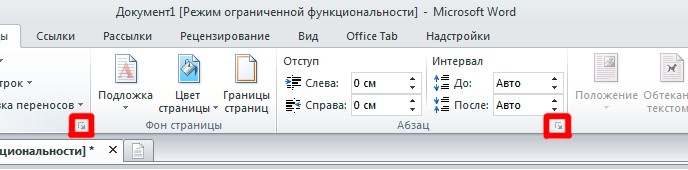 Документ1 [Режим ограниченной функциональности] - Microsoft Word
ы Ссылки Рассылки Рецензирование Вид Office Tab Надстройки
трок
вка переносов
Подложка
Цвет
страницы
Границы
страниц
Фон страницы
Отступ
Слева: 0 см
Справа: 0 см
Интервал
До: Авто
После: Авто
Абзац
Положение
Обтекан
текстом
циональности] *